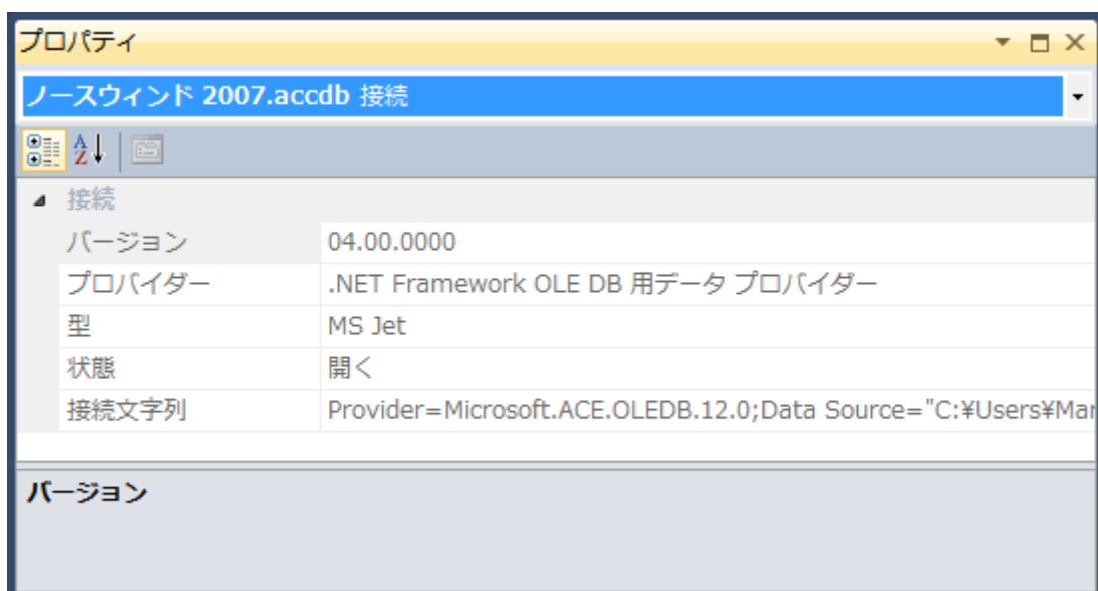 プロパティ
ノースウィンド 2007.accdb 接続
接続
バージョン 04.00.0000
プロバイダー .NET Framework OLE DB 用データ プロバイダー
型 MS Jet
状態 開く
接続文字列 Provider=Microsoft.ACE.OLEDB.12.0;Data Source="C:¥Users¥Mar
バージョン